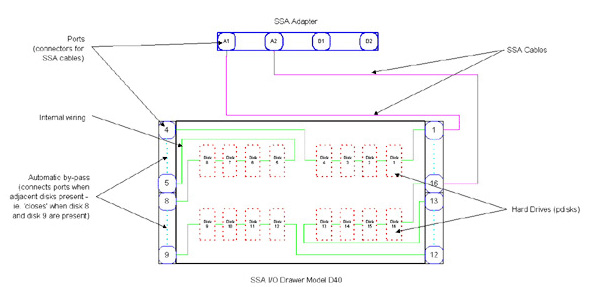 SSA Adapter
Ports
(connectors for
SSA cables)
A1
A2
B1
B2
SSA Cables
Internal wiring
4
1
Disk
8
Disk
7
Disk
6
Disk
5
Disk
4
Disk
3
Disk
2
Disk
1
Automatic by-pass
(connects ports when
adjacent disks present -
ie. 'closes' when disk 8
and disk 9 are present)
5
16
8
13
Hard Drives (pdisks)
Disk
9
Disk
10
Disk
11
Disk
12
Disk
13
Disk
14
Disk
15
Disk
16
9
12
SSA I/O Drawer Model D40